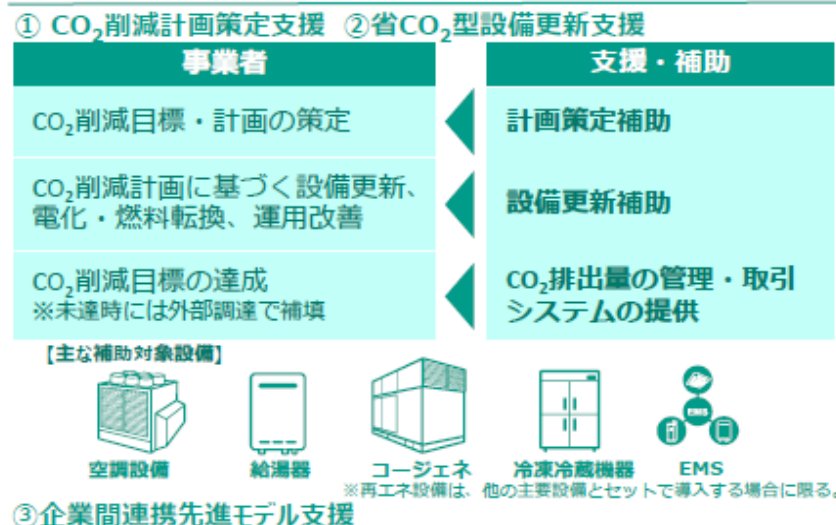 ① CO₂削減計画策定支援 ②省CO₂型設備更新支援
事業者
支援・補助
CO₂削減目標・計画の策定
計画策定補助
CO₂削減計画に基づく設備更新、
電化・燃料転換、運用改善
設備更新補助
CO₂削減目標の達成
※未達時には外部調達で補填
CO₂排出量の管理・取引
システムの提供
【主な補助対象設備】
EMS
空調設備
給湯器
コージェネ
冷凍冷蔵機器
EMS
※再エネ設備は、他の主要設備とセットで導入する場合に限る。
③企業間連携先進モデル支援